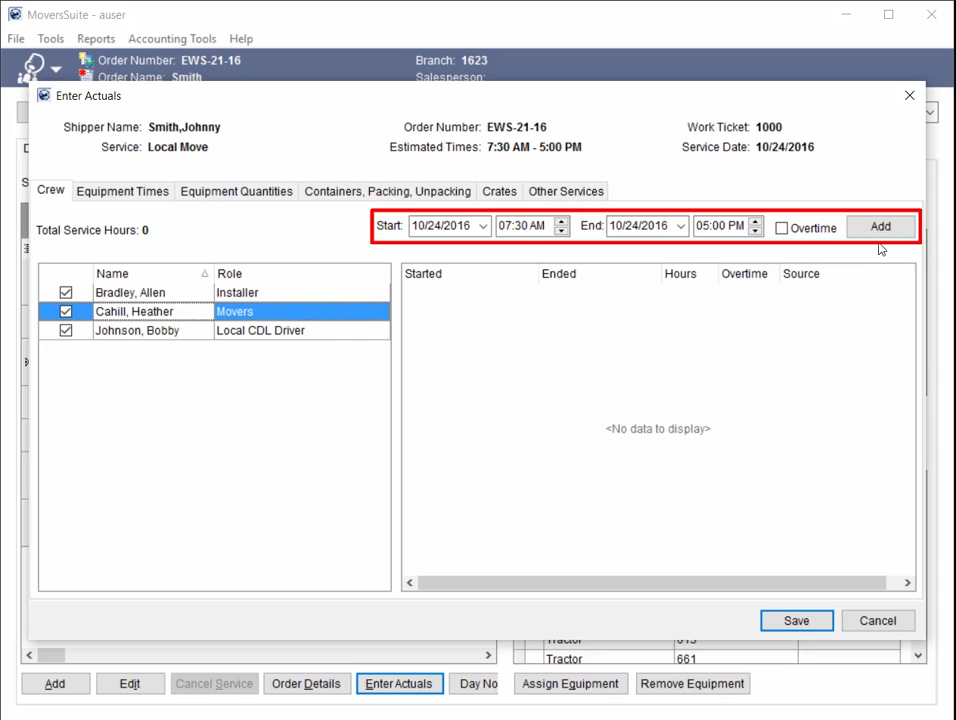 MoversSuite - auser
File Tools Reports Accounting Tools Help
Order Number: EWS-21-16 Branch: 1623
Order Name: Smith Salesperson:
Enter Actuals
Shipper Name: Smith,Johnny Order Number: EWS-21-16 Work Ticket: 1000
Service: Local Move Estimated Times: 7:30 AM - 5:00 PM Service Date: 10/24/2016
Crew Equipment Times Equipment Quantities Containers, Packing, Unpacking Crates Other Services
Total Service Hours: 0 Start: 10/24/2016 07:30 AM End: 10/24/2016 05:00 PM Overtime Add
Name Role Started Ended Hours Overtime Source
Bradley, Allen Installer
Cahill, Heather Movers
Johnson, Bobby Local CDL Driver
<No data to display>
Save Cancel
Tractor
Tractor 661
Add Edit Cancel Service Order Details Enter Actuals Day No Assign Equipment Remove Equipment